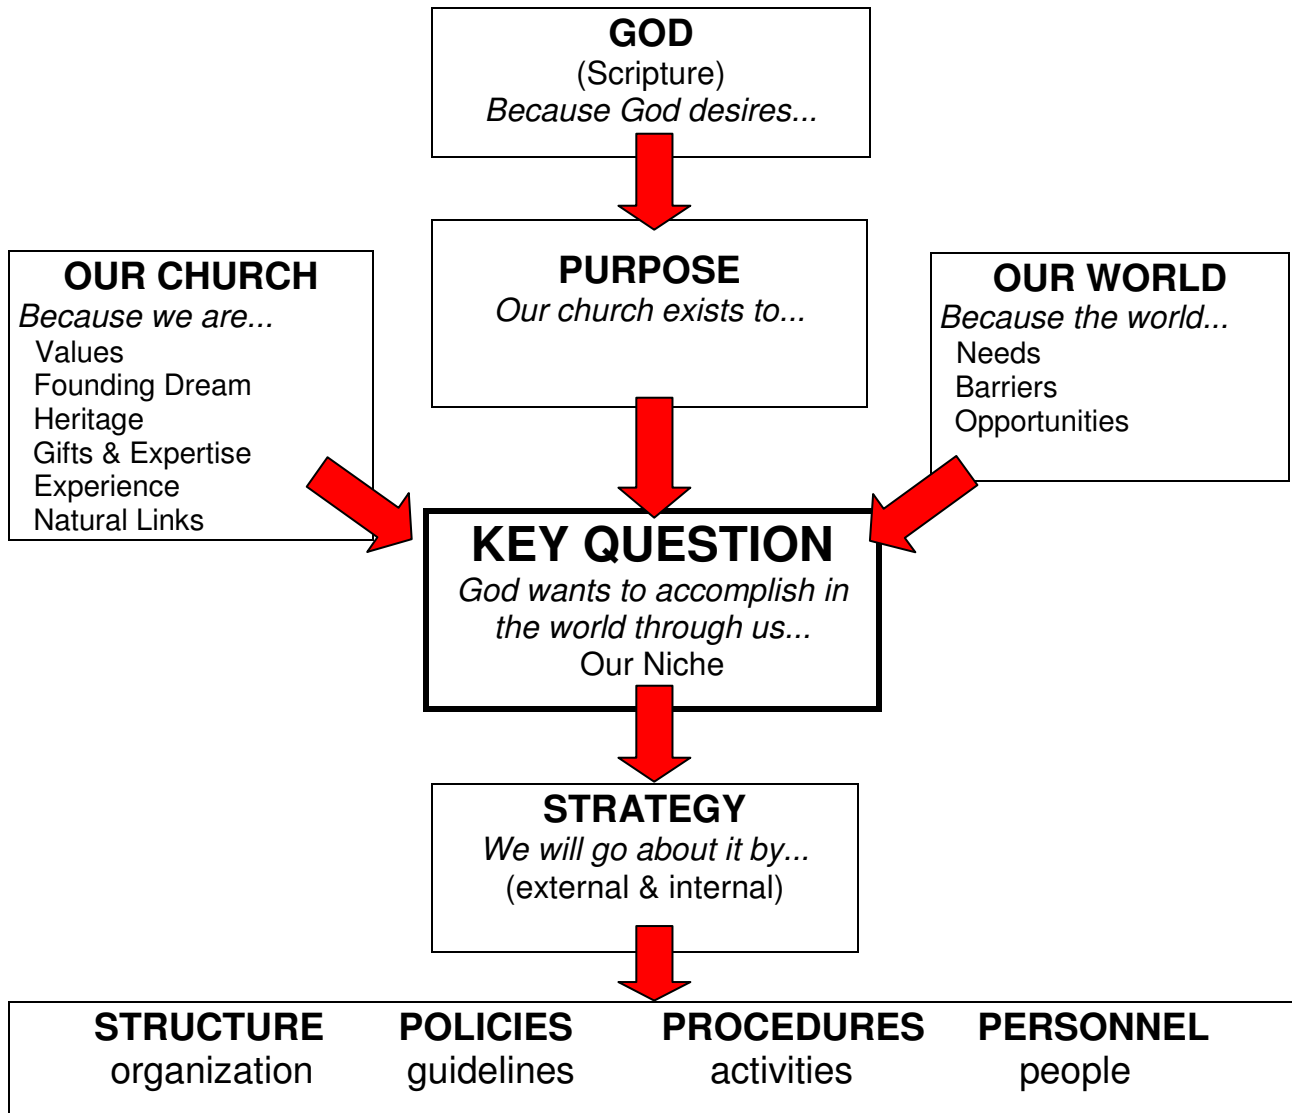 GOD
(Scripture)
Because God desires...
PURPOSE
Our church exists to...
OUR CHURCH
Because we are...
Values
Founding Dream
Heritage
Gifts & Expertise
Experience
Natural Links
OUR WORLD
Because the world...
Needs
Barriers
Opportunities
KEY QUESTION
God wants to accomplish in
the world through us...
Our Niche
STRATEGY
We will go about it by...
(external & internal)
STRUCTURE POLICIES PROCEDURES PERSONNEL
organization guidelines activities people